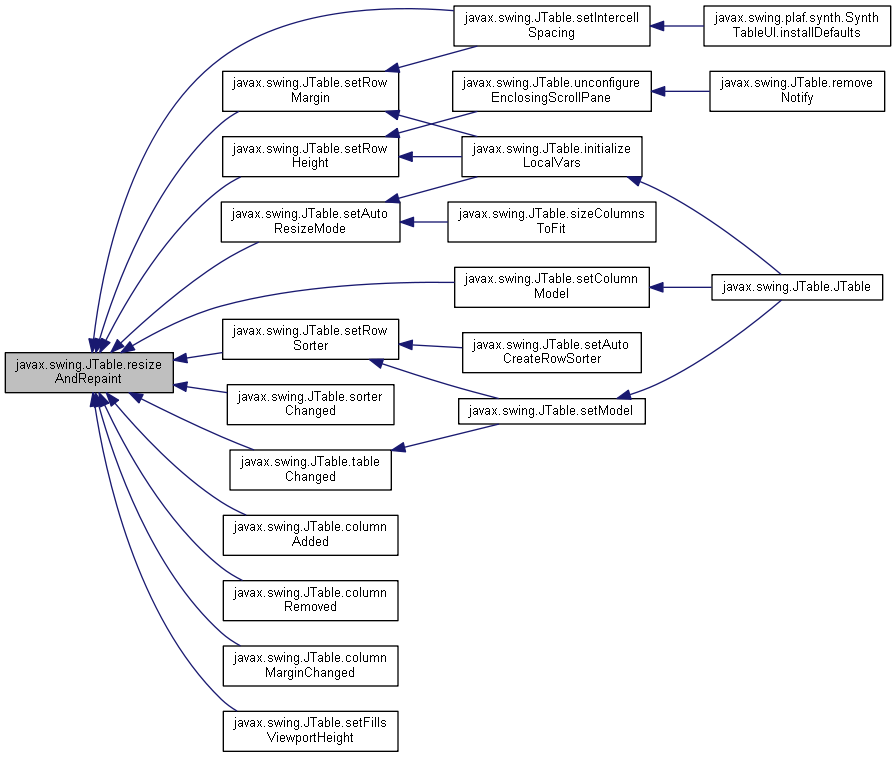 javax.swing.JTable.setIntercell
Spacing
javax.swing.plaf.synth.Synth
TableUI.installDefaults
javax.swing.JTable.setRow
Margin
javax.swing.JTable.unconfigure
EnclosingScrollPane
javax.swing.JTable.remove
Notify
javax.swing.JTable.setRow
Height
javax.swing.JTable.initialize
LocalVars
javax.swing.JTable.setAuto
ResizeMode
javax.swing.JTable.sizeColumns
ToFit
javax.swing.JTable.setColumn
Model
javax.swing.JTable.JTable
javax.swing.JTable.setRow
Sorter
javax.swing.JTable.setAuto
CreateRowSorter
javax.swing.JTable.resize
AndRepaint
javax.swing.JTable.sorter
Changed
javax.swing.JTable.setModel
javax.swing.JTable.table
Changed
javax.swing.JTable.column
Added
javax.swing.JTable.column
Removed
javax.swing.JTable.column
MarginChanged
javax.swing.JTable.setFills
ViewportHeight